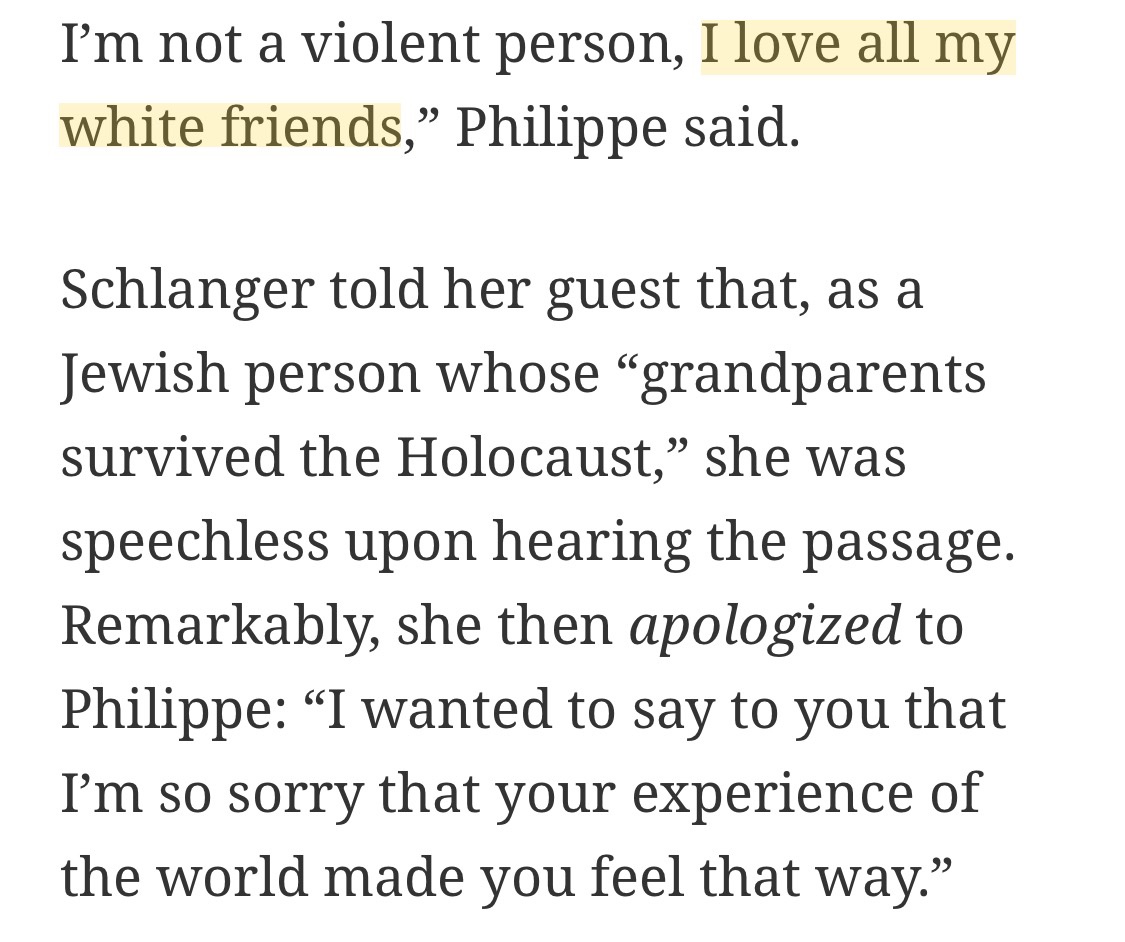 I’m not a violent person, I love all my
white friends,” Philippe said.
Schlanger told her guest that, as a
Jewish person whose “grandparents
survived the Holocaust,” she was
speechless upon hearing the passage.
Remarkably, she then apologized to
Philippe: “I wanted to say to you that
I’m so sorry that your experience of
the world made you feel that way.”